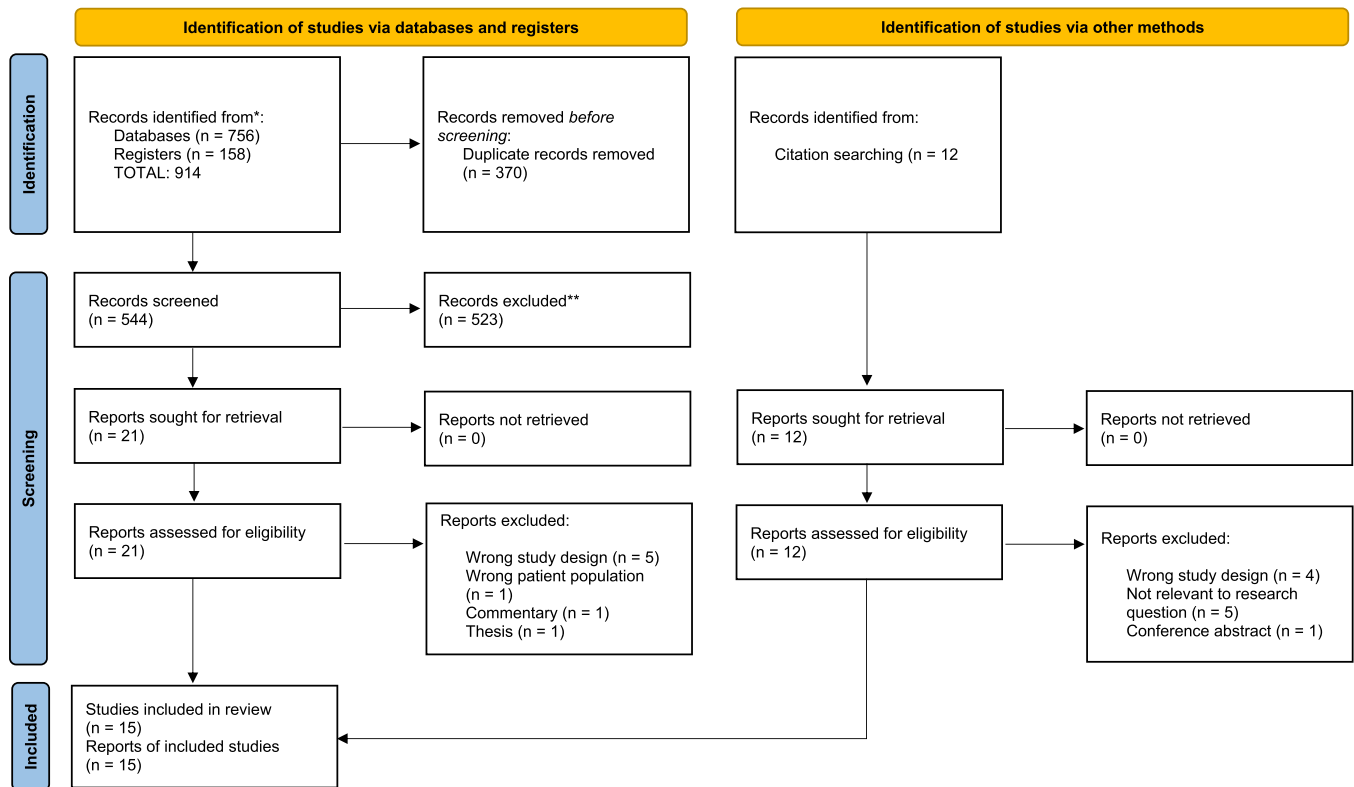 Identification of studies via databases and registers
Identification of studies via other methods
Identification
Records identified from*:
Databases (n = 756)
Registers (n = 158)
TOTAL: 914
Records removed before
screening:
Duplicate records removed
(n = 370)
Records identified from:
Citation searching (n = 12
Screening
Records screened
(n = 544)
Records excluded**
(n = 523)
Reports sought for retrieval
(n = 21)
Reports not retrieved
(n = 0)
Reports sought for retrieval
(n = 12)
Reports not retrieved
(n = 0)
Reports assessed for eligibility
(n = 21)
Reports excluded:
Wrong study design (n = 5)
Wrong patient population
(n = 1)
Commentary (n = 1)
Thesis (n = 1)
Reports assessed for eligibility
(n = 12)
Reports excluded:
Wrong study design (n = 4)
Not relevant to research
question (n = 5)
Conference abstract (n = 1)
Included
Studies included in review
(n = 15)
Reports of included studies
(n = 15)